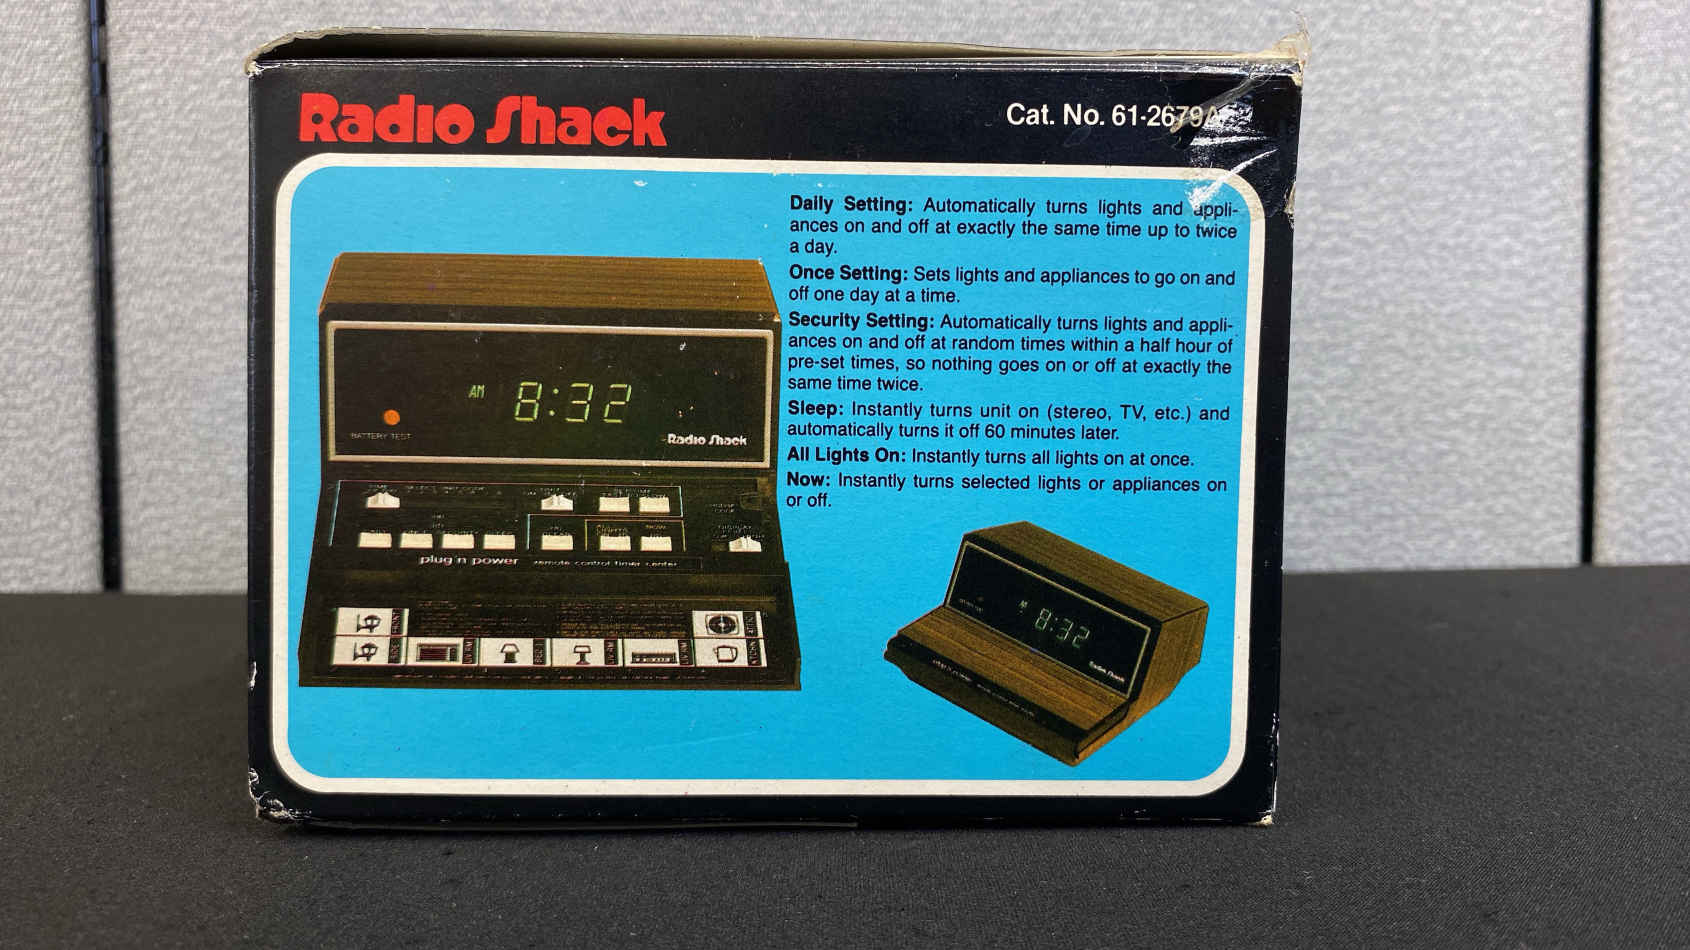 Radio Shack
Cat. No. 61-2679A
Daily Setting: Automatically turns lights and appli-
ances on and off at exactly the same time up to twice
a day.
Once Setting: Sets lights and appliances to go on and
off one day at a time.
Security Setting: Automatically turns lights and appli-
ances on and off at random times within a half hour of
pre-set times, so nothing goes on or off at exactly the
same time twice.
Sleep: Instantly turns unit on (stereo, TV, etc.) and
automatically turns it off 60 minutes later.
All Lights On: Instantly turns all lights on at once.
Now: Instantly turns selected lights or appliances on
or off.
AM 8:32
BATTERY TEST
Radio Shack
plug 'n power remote control timer center
8:32
Radio Shack